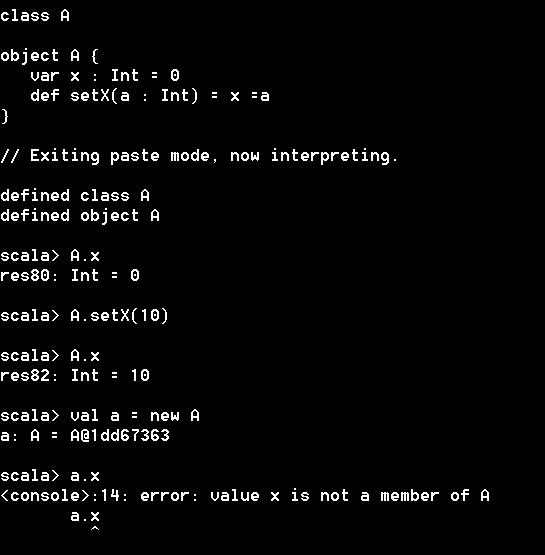 class A
object A {
   var x : Int = 0
   def setX(a : Int) = x =a
}
// Exiting paste mode, now interpreting.
defined class A
defined object A
scala> A.x
res80: Int = 0
scala> A.setX(10)
scala> A.x
res82: Int = 10
scala> val a = new A
a: A = A@1dd67363
scala> a.x
<console>:14: error: value x is not a member of A
       a.x
         ^